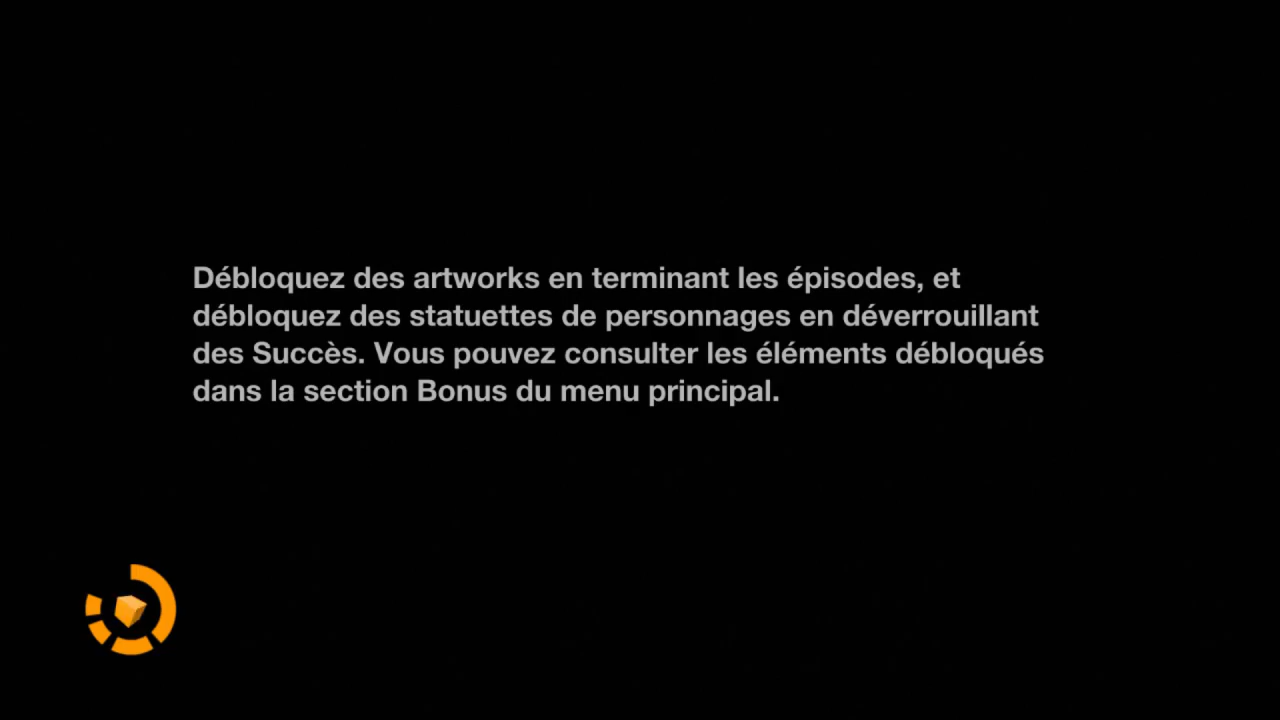 Débloquez des artworks en terminant les épisodes, et
débloquez des statuettes de personnages en déverrouillant
des Succès. Vous pouvez consulter les éléments débloqués
dans la section Bonus du menu principal.